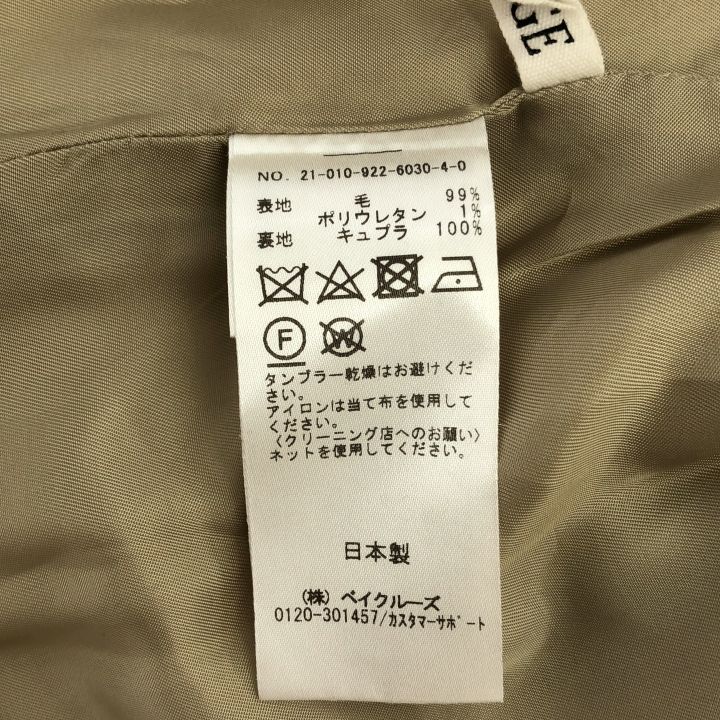 GE
NO. 21-010-922-6030-4-0
表地 毛 99%
ポリウレタン 1%
裏地 キュプラ 100%
F W
タンブラー乾燥はお避けくだ
さい。
アイロンは当て布を使用して
ください。
〈クリーニング店へのお願い〉
ネットを使用してください。
日本製
(株) ベイクルーズ
0120-301457/ｶｽﾀﾏｰｻﾎﾟｰﾄ